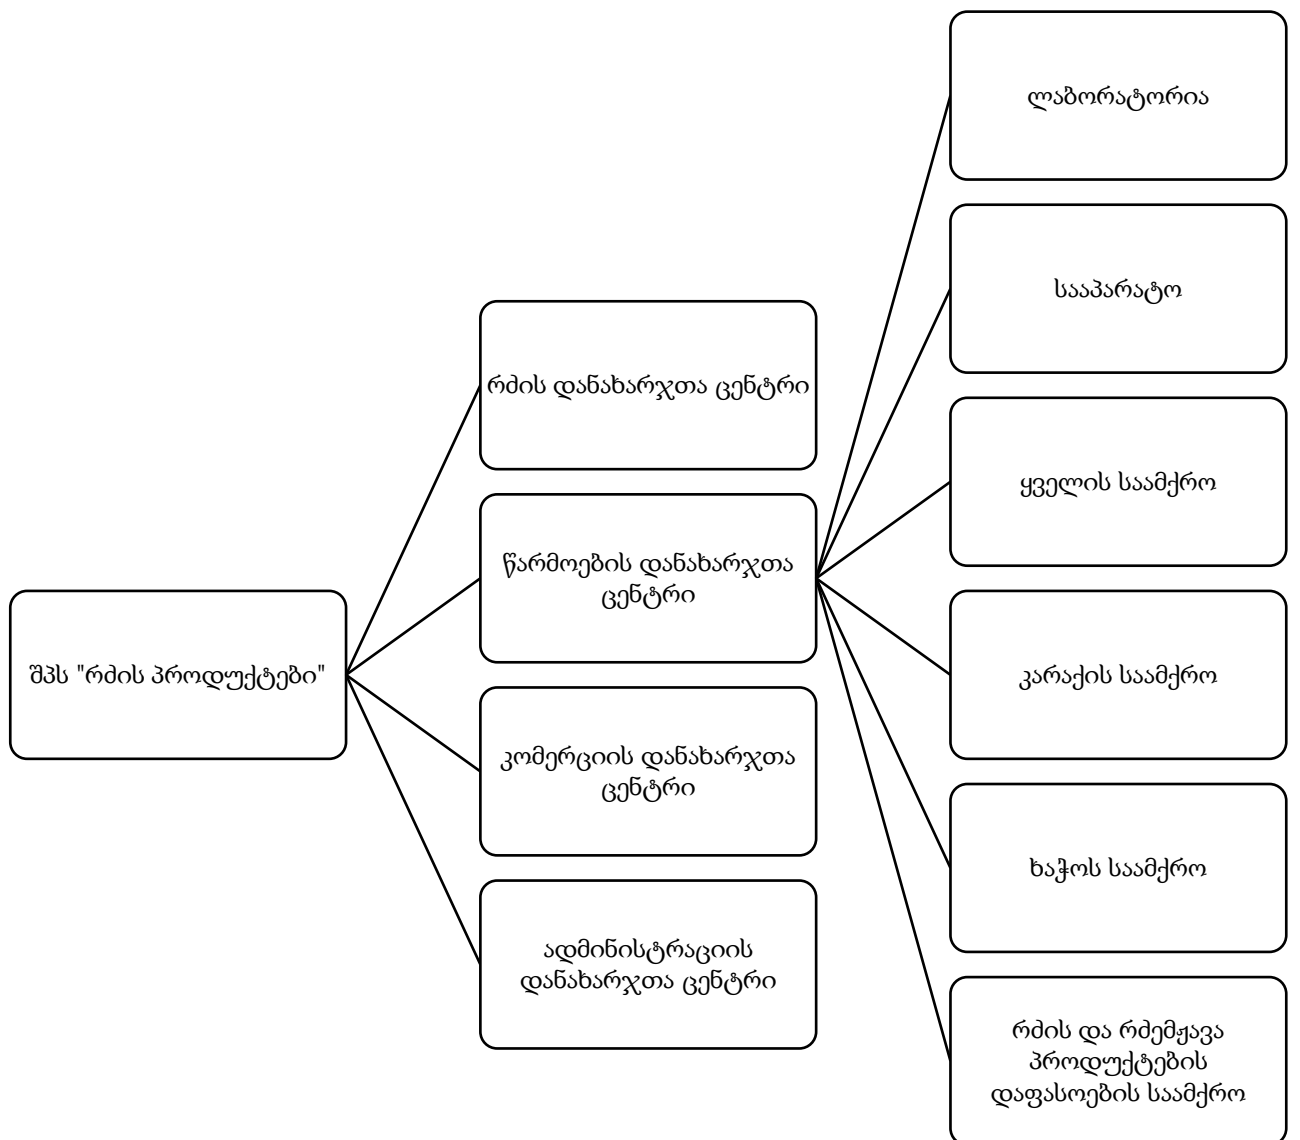 შპს "რძის პროდუქტები"
რძის დანახარჯთა ცენტრი
წარმოების დანახარჯთა
ცენტრი
კომერციის დანახარჯთა
ცენტრი
ადმინისტრაციის
დანახარჯთა ცენტრი
ლაბორატორია
სააპარატო
ყველის საამქრო
კარაქის საამქრო
ხაჭოს საამქრო
რძის და რძემჟავა
პროდუქტების
დაფასოების საამქრო